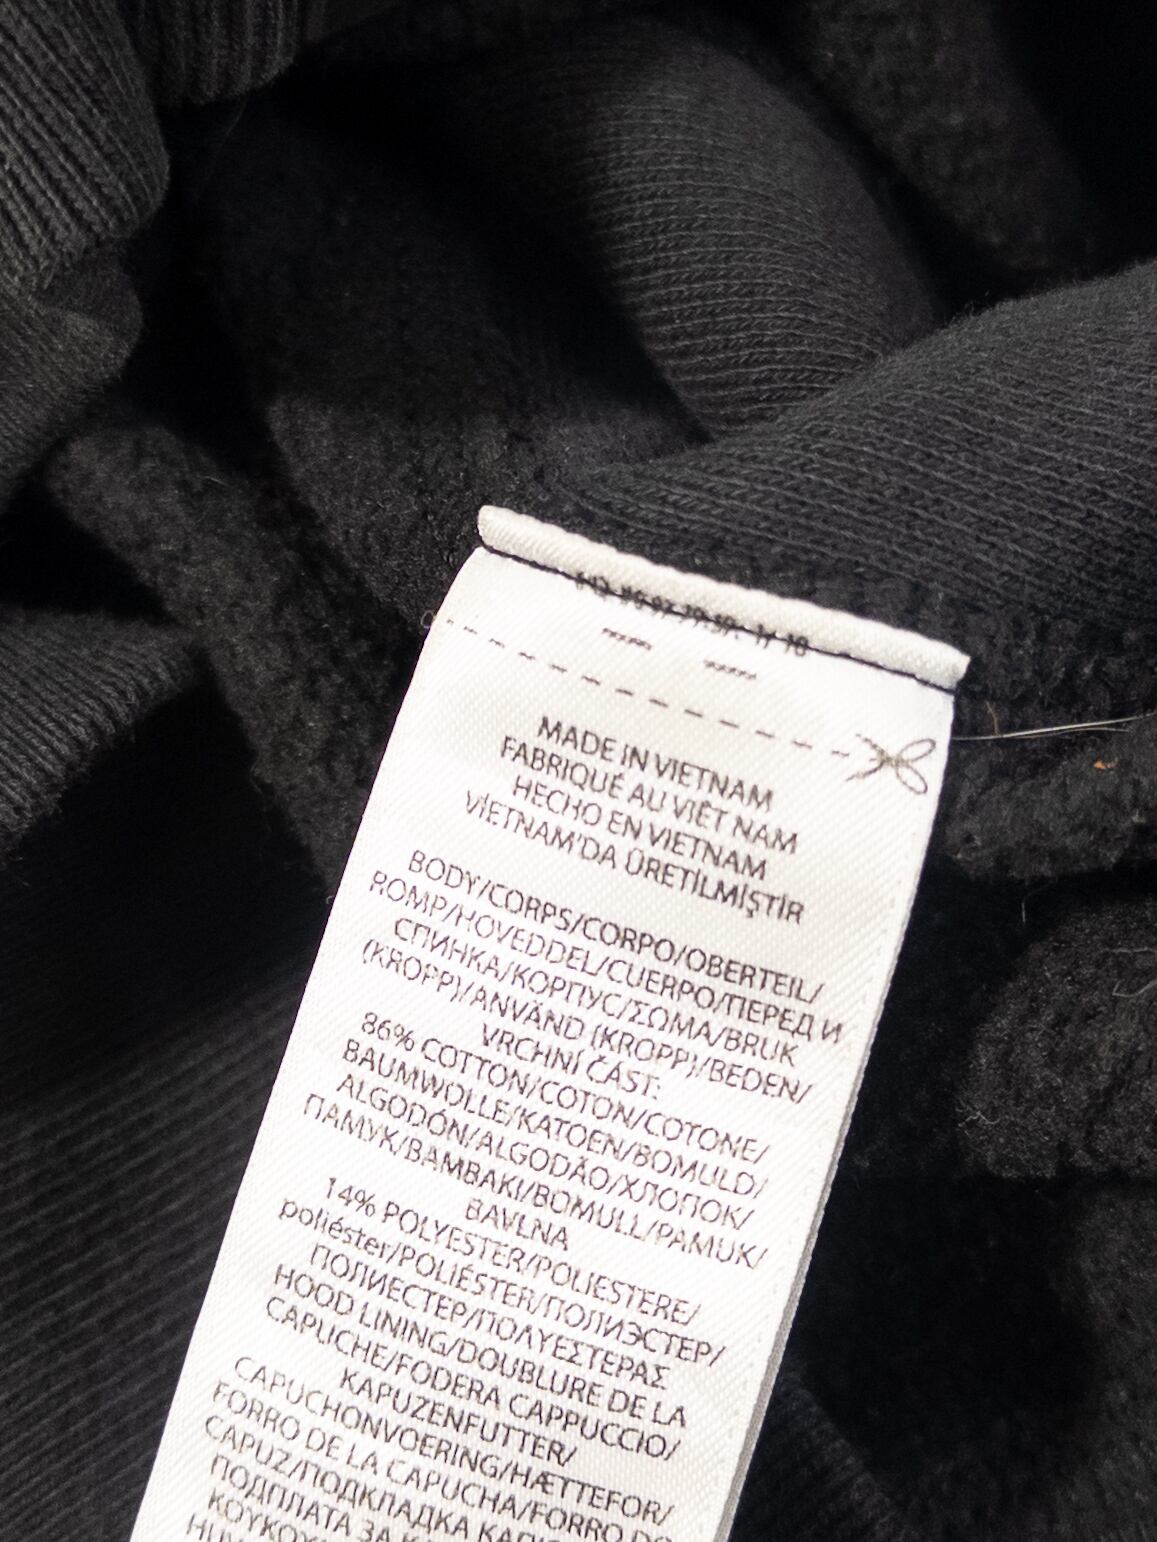 MADE IN VIETNAM
FABRIQUÉ AU VIÊT NAM
HECHO EN VIETNAM
VİETNAM'DA ÜRETİLMİŞTİR
BODY/CORPS/CORPO/OBERTEIL/
ROMP/HOVEDDEL/CUERPO/ПЕРЕД И
СПИНКА/КОРПУС/ΣΩΜΑ/BRUK
(KROPP)/ANVÄND (KROPP)/BEDEN/
VRCHNÍ ČÁST:
86% COTTON/COTON/COTONE/
BAUMWOLLE/KATOEN/BOMULD/
ALGODÓN/ALGODÃO/ХЛОПОК/
ПАМУК/BAMBAKI/BOMULL/PAMUK/
BAVLNA
14% POLYESTER/POLIESTERE/
poliéster/POLIÉSTER/ПОЛИЭСТЕР/
ПОЛИЕСТЕР/ΠΟΛΥΕΣΤΕΡΑΣ
HOOD LINING/DOUBLURE DE LA
CAPUCHE/FODERA CAPPUCCIO/
KAPUZENFUTTER/
CAPUCHONVOERING/HÆTTEFOR/
FORRO DE LA CAPUCHA/FORRO DO
CAPUZ/ПОДКЛАДКА
ПОДПЛАТА ЗА